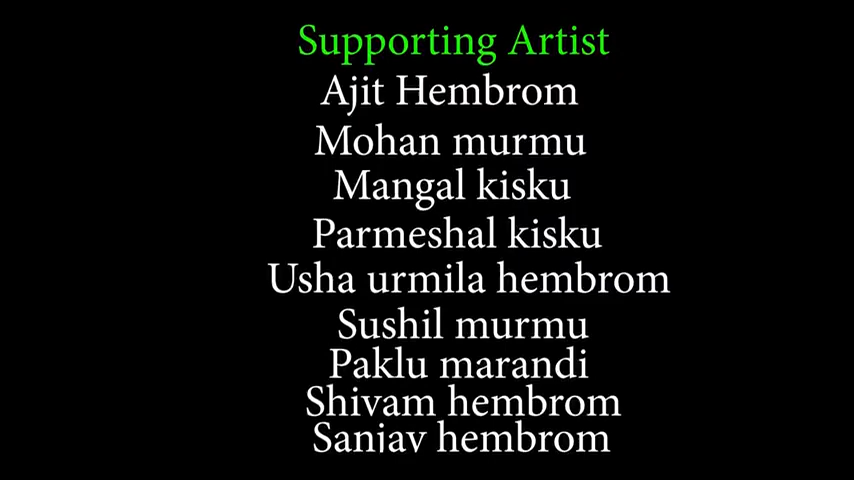 Supporting Artist
Ajit Hembrom
Mohan murmu
Mangal kisku
Parmeshal kisku
Usha urmila hembrom
Sushil murmu
Paklu marandi
Shivam hembrom
Sanjay hembrom